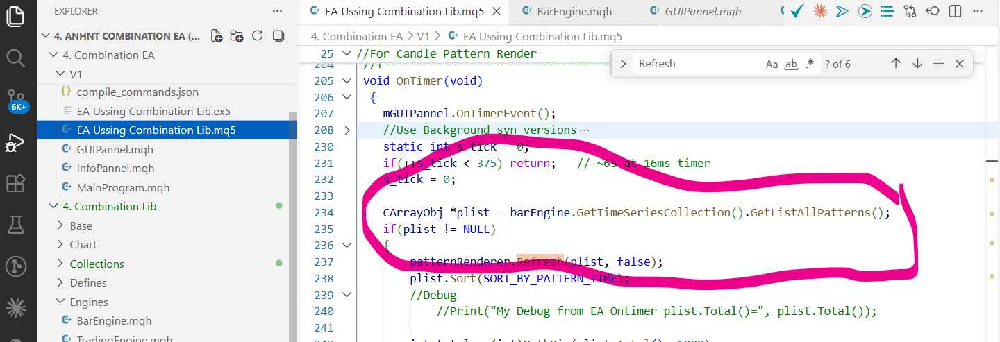 EXPLORER
EA Ussing Combination Lib.mq5
BarEngine.mqh
GUIPannel.mqh
4. ANHNT COMBINATION EA (...
4. Combination EA > V1 > EA Ussing Combination Lib.mq5
4. Combination EA
V1
compile_commands.json
EA Ussing Combination Lib.ex5
EA Ussing Combination Lib.mq5
GUIPannel.mqh
InfoPannel.mqh
MainProgram.mqh
4. Combination Lib
Base
Chart
Collections
Defines
Engines
BarEngine.mqh
TradingEngine.mqh
6K+
Refresh
Aa ab .* ? of 6
25 //For Candle Pattern Render
204 //+------------------------------------
205 void OnTimer(void)
206 {
207 mGUIPannel.OnTimerEvent();
208 //Use Background syn versions ...
230 static int s_tick = 0;
231 if(++s_tick < 375) return; // ~6s at 16ms timer
232 s_tick = 0;
233
234 CArrayObj *plist = barEngine.GetTimeSeriesCollection().GetListAllPatterns();
235 if(plist != NULL)
236 {
237 patternRenderer.Refresh(plist, false);
238 plist.Sort(SORT_BY_PATTERN_TIME);
239 //Debug
240 //Print("My Debug from EA Ontimer plist.Total()=", plist.Total());
241